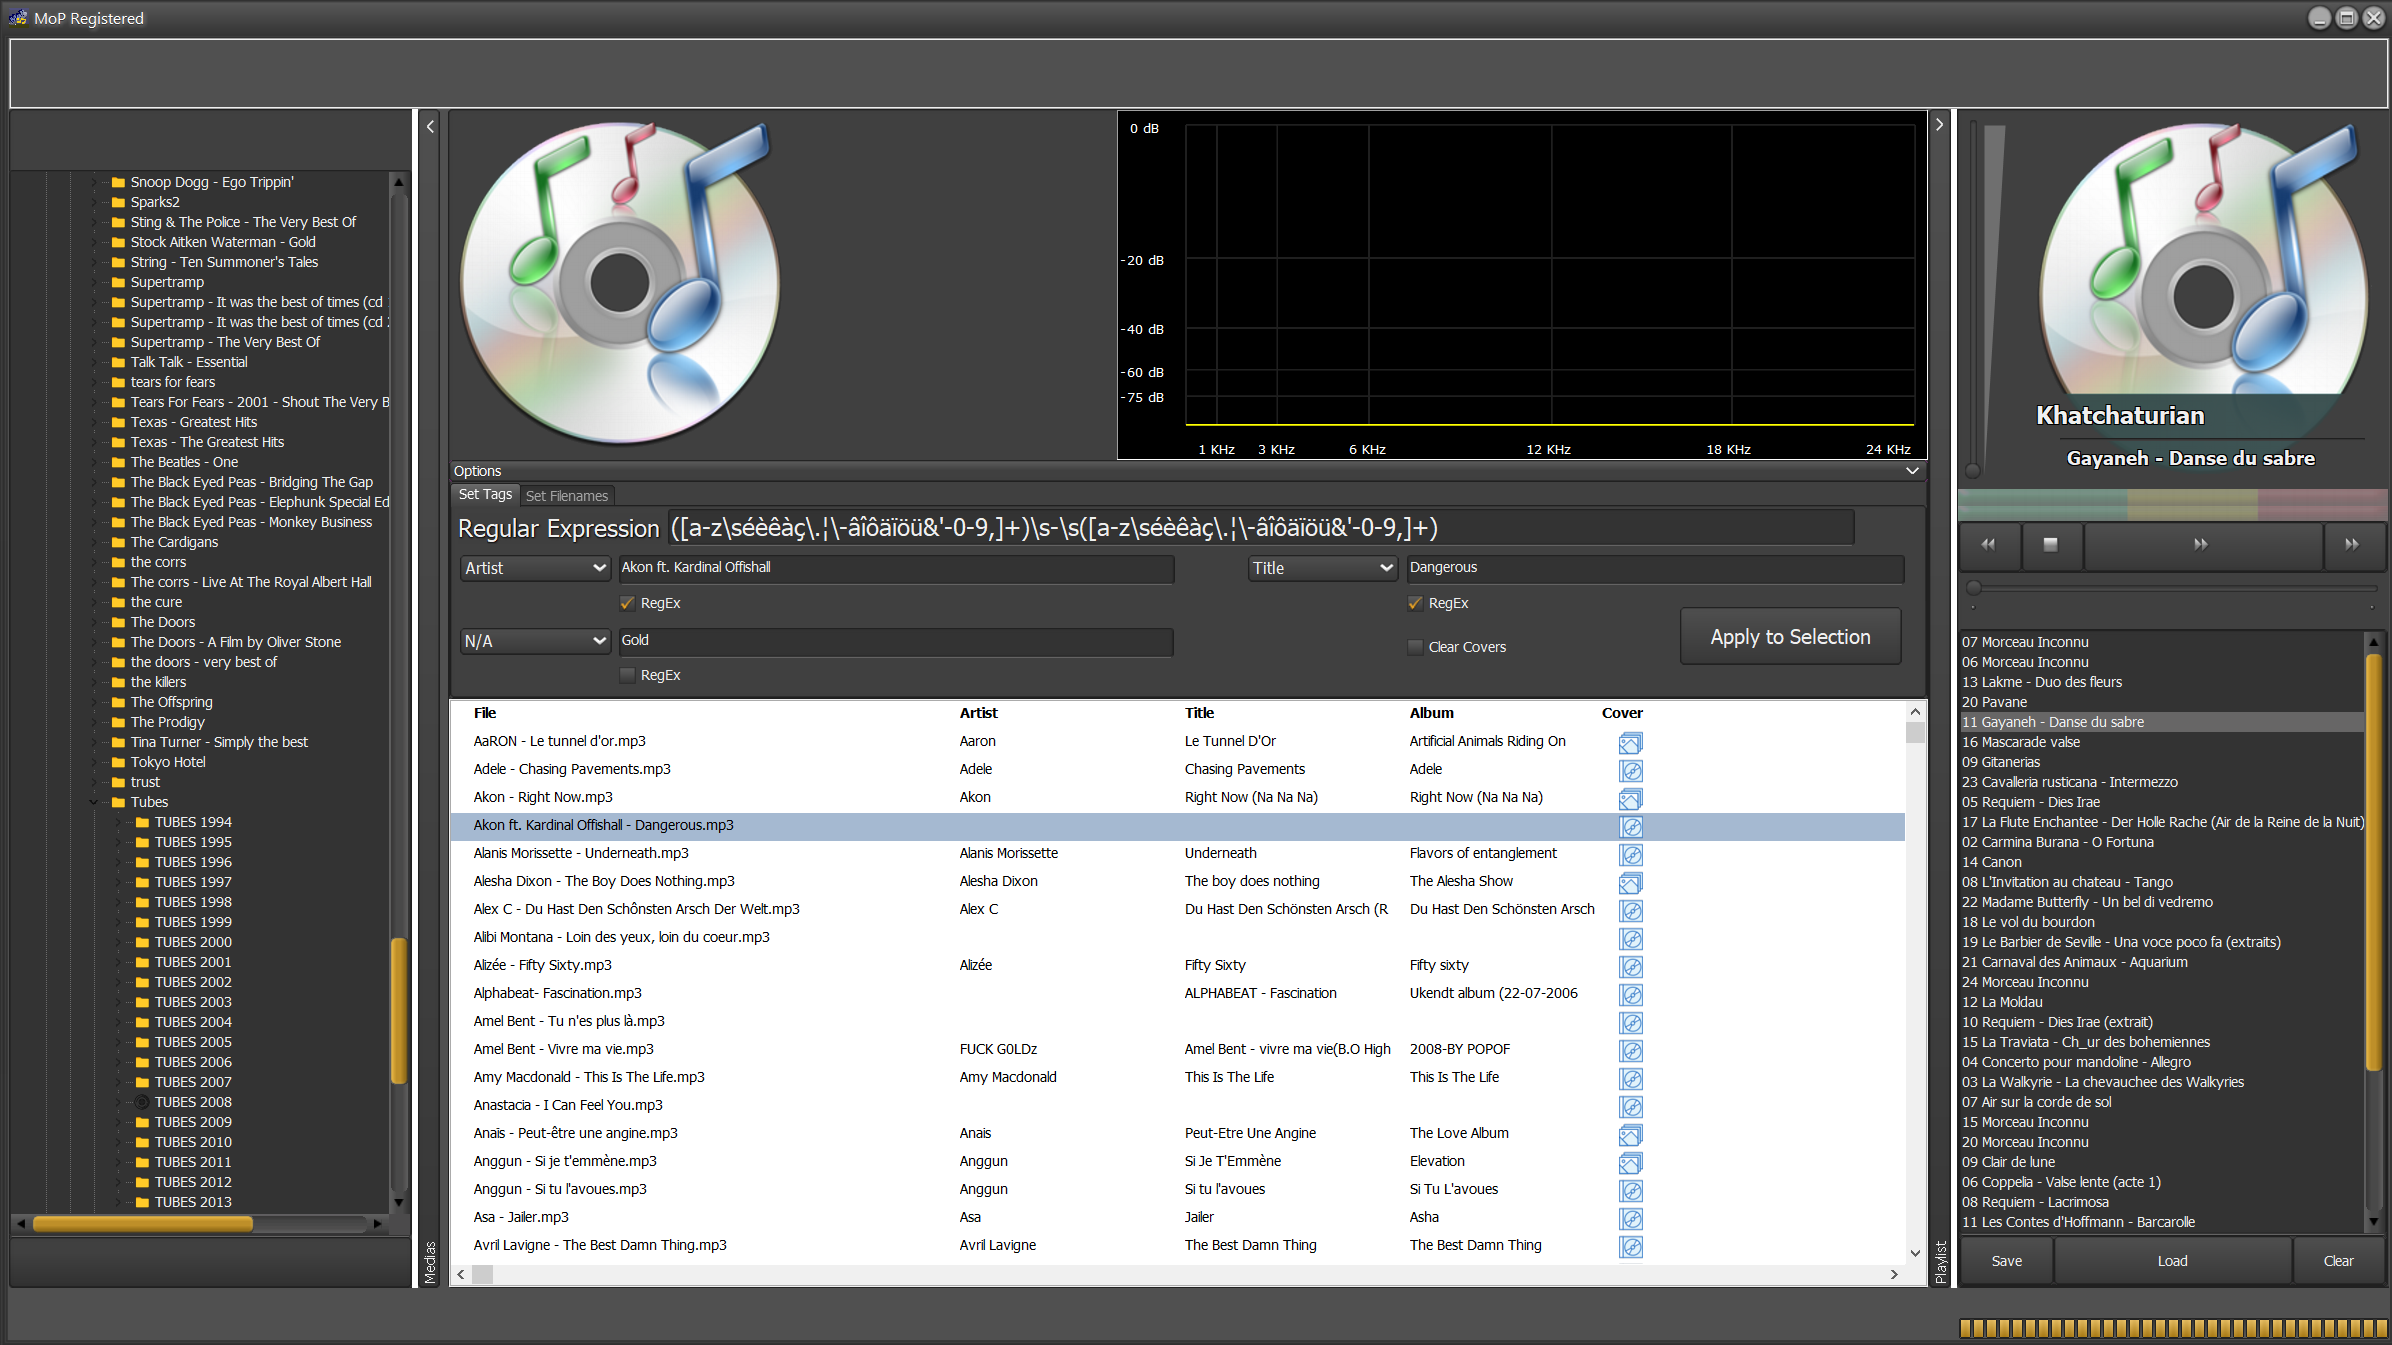 MoP Registered
Snoop Dogg - Ego Trippin'
Sparks2
Sting & The Police - The Very Best Of
Stock Aitken Waterman - Gold
String - Ten Summoner's Tales
Supertramp
Supertramp - It was the best of times (cd
Supertramp - It was the best of times (cd
Supertramp - The Very Best Of
Talk Talk - Essential
tears for fears
Tears For Fears - 2001 - Shout The Very B
Texas - Greatest Hits
Texas - The Greatest Hits
The Beatles - One
The Black Eyed Peas - Bridging The Gap
The Black Eyed Peas - Elephunk Special Ed
The Black Eyed Peas - Monkey Business
The Cardigans
the corrs
The corrs - Live At The Royal Albert Hall
the cure
The Doors
The Doors - A Film by Oliver Stone
the doors - very best of
the killers
The Offspring
The Prodigy
Tina Turner - Simply the best
Tokyo Hotel
trust
Tubes
TUBES 1994
TUBES 1995
TUBES 1996
TUBES 1997
TUBES 1998
TUBES 1999
TUBES 2000
TUBES 2001
TUBES 2002
TUBES 2003
TUBES 2004
TUBES 2005
TUBES 2006
TUBES 2007
TUBES 2008
TUBES 2009
TUBES 2010
TUBES 2011
TUBES 2012
TUBES 2013
Medias
0 dB
-20 dB
-40 dB
-60 dB
-75 dB
1 KHz 3 KHz 6 KHz 12 KHz 18 KHz 24 KHz
Options
Set Tags Set Filenames
Regular Expression ([a-z\séèêàç\.¦\-âîôäïöü&'-0-9,]+)\s-\s([a-z\séèêàç\.¦\-âîôäïöü&'-0-9,]+)
Artist Akon ft. Kardinal Offishall Title Dangerous
RegEx RegEx
N/A Gold Clear Covers Apply to Selection
RegEx
File Artist Title Album Cover
AaRON - Le tunnel d'or.mp3 Aaron Le Tunnel D'Or Artificial Animals Riding On
Adele - Chasing Pavements.mp3 Adele Chasing Pavements Adele
Akon - Right Now.mp3 Akon Right Now (Na Na Na) Right Now (Na Na Na)
Akon ft. Kardinal Offishall - Dangerous.mp3
Alanis Morissette - Underneath.mp3 Alanis Morissette Underneath Flavors of entanglement
Alesha Dixon - The Boy Does Nothing.mp3 Alesha Dixon The boy does nothing The Alesha Show
Alex C - Du Hast Den Schônsten Arsch Der Welt.mp3 Alex C Du Hast Den Schönsten Arsch (R Du Hast Den Schönsten Arsch
Alibi Montana - Loin des yeux, loin du coeur.mp3
Alizée - Fifty Sixty.mp3 Alizée Fifty Sixty Fifty sixty
Alphabeat- Fascination.mp3 ALPHABEAT - Fascination Ukendt album (22-07-2006
Amel Bent - Tu n'es plus là.mp3
Amel Bent - Vivre ma vie.mp3 FUCK G0LDz Amel Bent - vivre ma vie(B.O High 2008-BY POPOF
Amy Macdonald - This Is The Life.mp3 Amy Macdonald This Is The Life This Is The Life
Anastacia - I Can Feel You.mp3
Anaïs - Peut-être une angine.mp3 Anais Peut-Etre Une Angine The Love Album
Anggun - Si je t'emmène.mp3 Anggun Si Je T'Emmène Elevation
Anggun - Si tu l'avoues.mp3 Anggun Si tu l'avoues Si Tu L'avoues
Asa - Jailer.mp3 Asa Jailer Asha
Avril Lavigne - The Best Damn Thing.mp3 Avril Lavigne The Best Damn Thing The Best Damn Thing
Playlist
Khatchaturian
Gayaneh - Danse du sabre
07 Morceau Inconnu
06 Morceau Inconnu
13 Lakme - Duo des fleurs
20 Pavane
11 Gayaneh - Danse du sabre
16 Mascarade valse
09 Gitanerias
23 Cavalleria rusticana - Intermezzo
05 Requiem - Dies Irae
17 La Flute Enchantee - Der Holle Rache (Air de la Reine de la Nuit)
02 Carmina Burana - O Fortuna
14 Canon
08 L'Invitation au chateau - Tango
22 Madame Butterfly - Un bel di vedremo
18 Le vol du bourdon
19 Le Barbier de Seville - Una voce poco fa (extraits)
21 Carnaval des Animaux - Aquarium
24 Morceau Inconnu
12 La Moldau
10 Requiem - Dies Irae (extrait)
15 La Traviata - Ch_ur des bohemiennes
04 Concerto pour mandoline - Allegro
03 La Walkyrie - La chevauchee des Walkyries
07 Air sur la corde de sol
15 Morceau Inconnu
20 Morceau Inconnu
09 Clair de lune
06 Coppelia - Valse lente (acte 1)
08 Requiem - Lacrimosa
11 Les Contes d'Hoffmann - Barcarolle
Save Load Clear